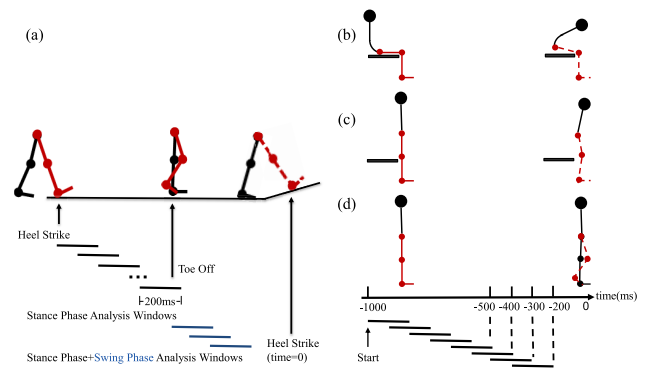 (a)
Heel Strike
Toe Off
200ms
Stance Phase Analysis Windows
Stance Phase+Swing Phase Analysis Windows
Heel Strike
(time=0)
(b)
(c)
(d)
time(ms)
-1000 -500 -400 -300 -200 0
Start